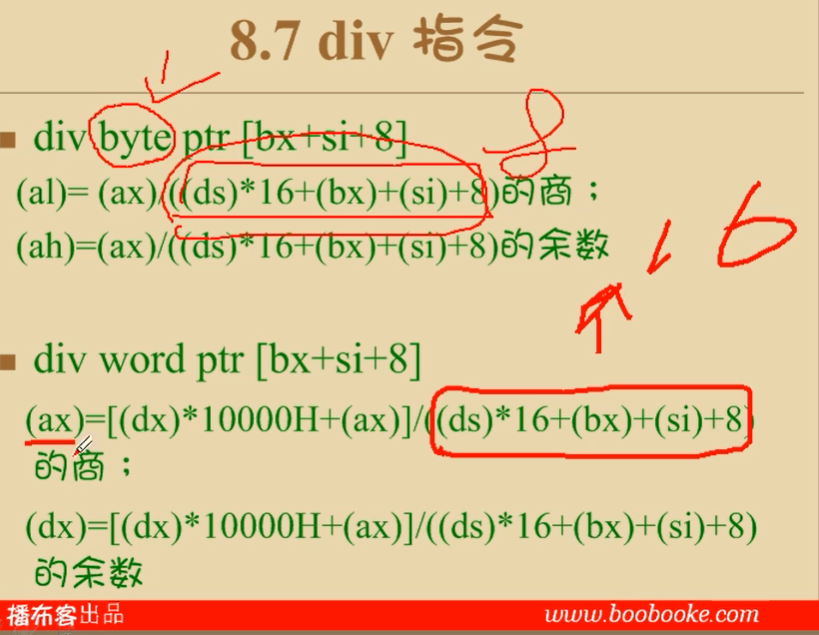 8.7 div 指令
div byte ptr [bx+si+8]
8
(al)= (ax)/((ds)*16+(bx)+(si)+8)的商；
(ah)=(ax)/((ds)*16+(bx)+(si)+8)的余数
16
div word ptr [bx+si+8]
(ax)=[(dx)*10000H+(ax)]/((ds)*16+(bx)+(si)+8)
的商；
(dx)=[(dx)*10000H+(ax)]/((ds)*16+(bx)+(si)+8)
的余数
播布客出品 www.boobooke.com